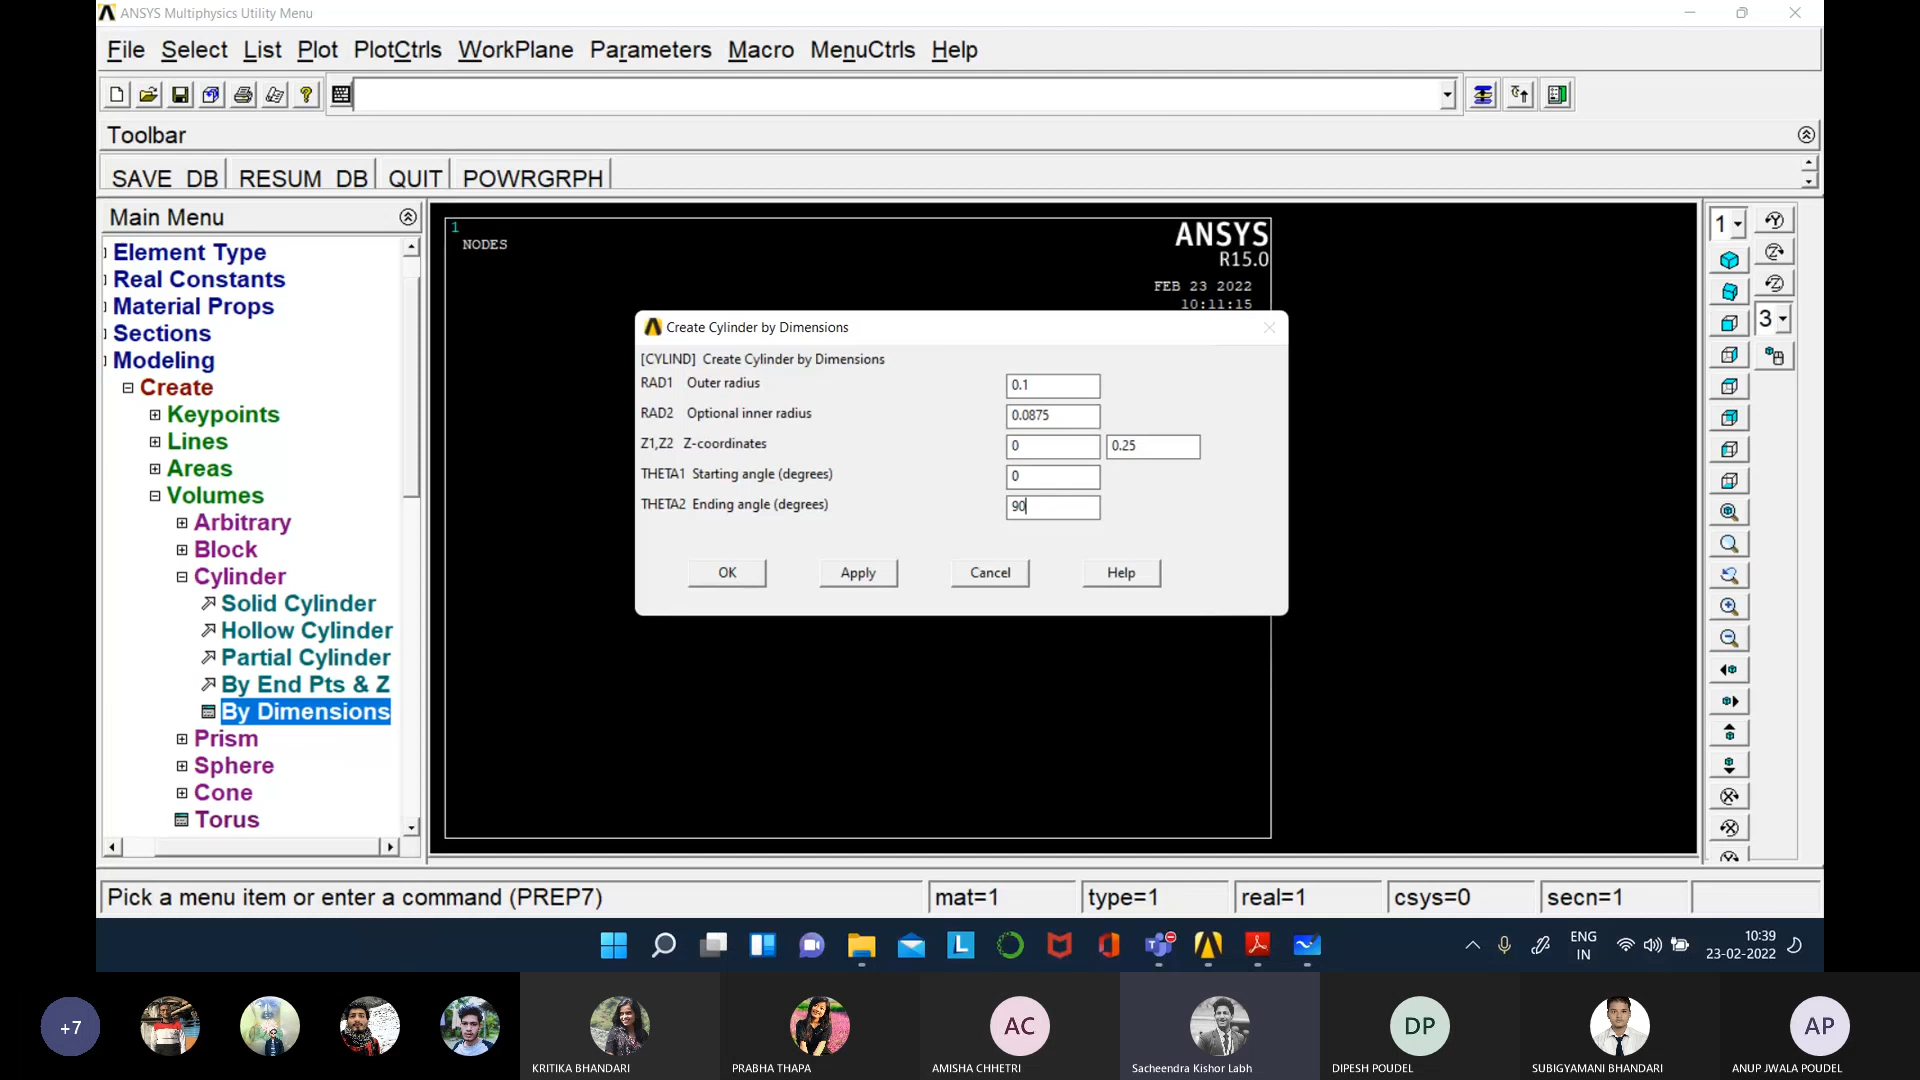 ANSYS Multiphysics Utility Menu
File Select List Plot PlotCtrls WorkPlane Parameters Macro MenuCtrls Help
Toolbar
SAVE_DB RESUM_DB QUIT POWRGRPH
Main Menu
Element Type
Real Constants
Material Props
Sections
Modeling
Create
Keypoints
Lines
Areas
Volumes
Arbitrary
Block
Cylinder
Solid Cylinder
Hollow Cylinder
Partial Cylinder
By End Pts & Z
By Dimensions
Prism
Sphere
Cone
Torus
1
NODES
ANSYS
R15.0
FEB 23 2022
10:11:15
Create Cylinder by Dimensions
[CYLIND] Create Cylinder by Dimensions
RAD1 Outer radius 0.1
RAD2 Optional inner radius 0.0875
Z1,Z2 Z-coordinates 0 0.25
THETA1 Starting angle (degrees) 0
THETA2 Ending angle (degrees) 90
OK Apply Cancel Help
1
3
Pick a menu item or enter a command (PREP7) mat=1 type=1 real=1 csys=0 secn=1
ENG
IN
10:39
23-02-2022
+7
AC
DP
AP
KRITIKA BHANDARI
PRABHA THAPA
AMISHA CHHETRI
Sacheendra Kishor Labh
DIPESH POUDEL
SUBIGYAMANI BHANDARI
ANUP JWALA POUDEL